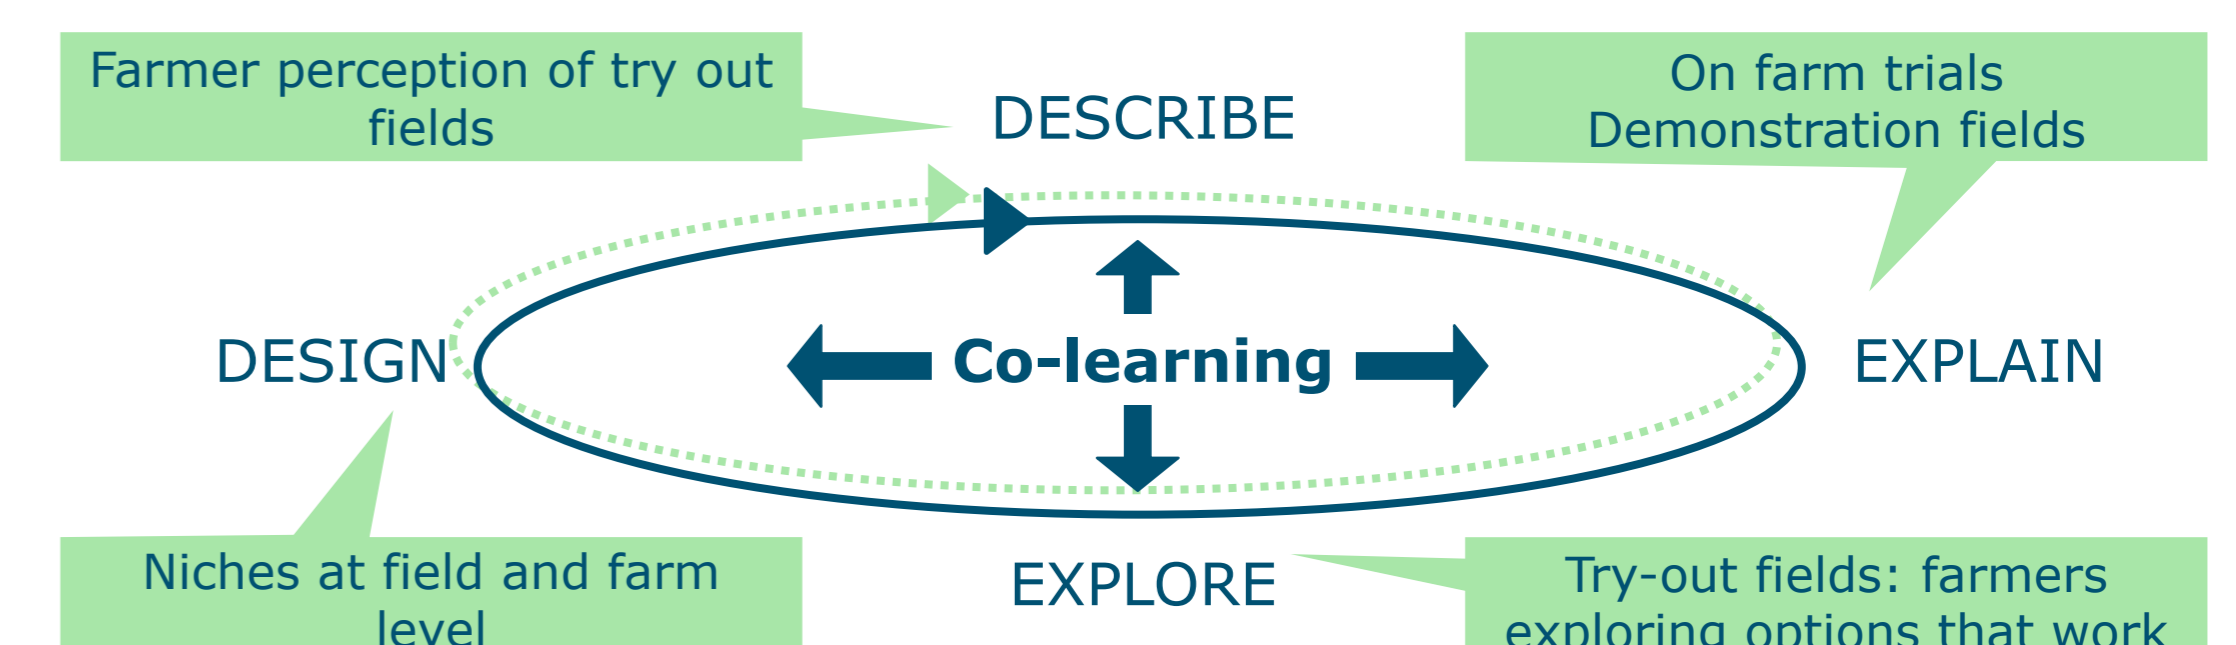 Farmer perception of try out
fields
DESCRIBE
On farm trials
Demonstration fields
DESIGN
Co-learning
EXPLAIN
Niches at field and farm
level
EXPLORE
Try-out fields: farmers
exploring options that work